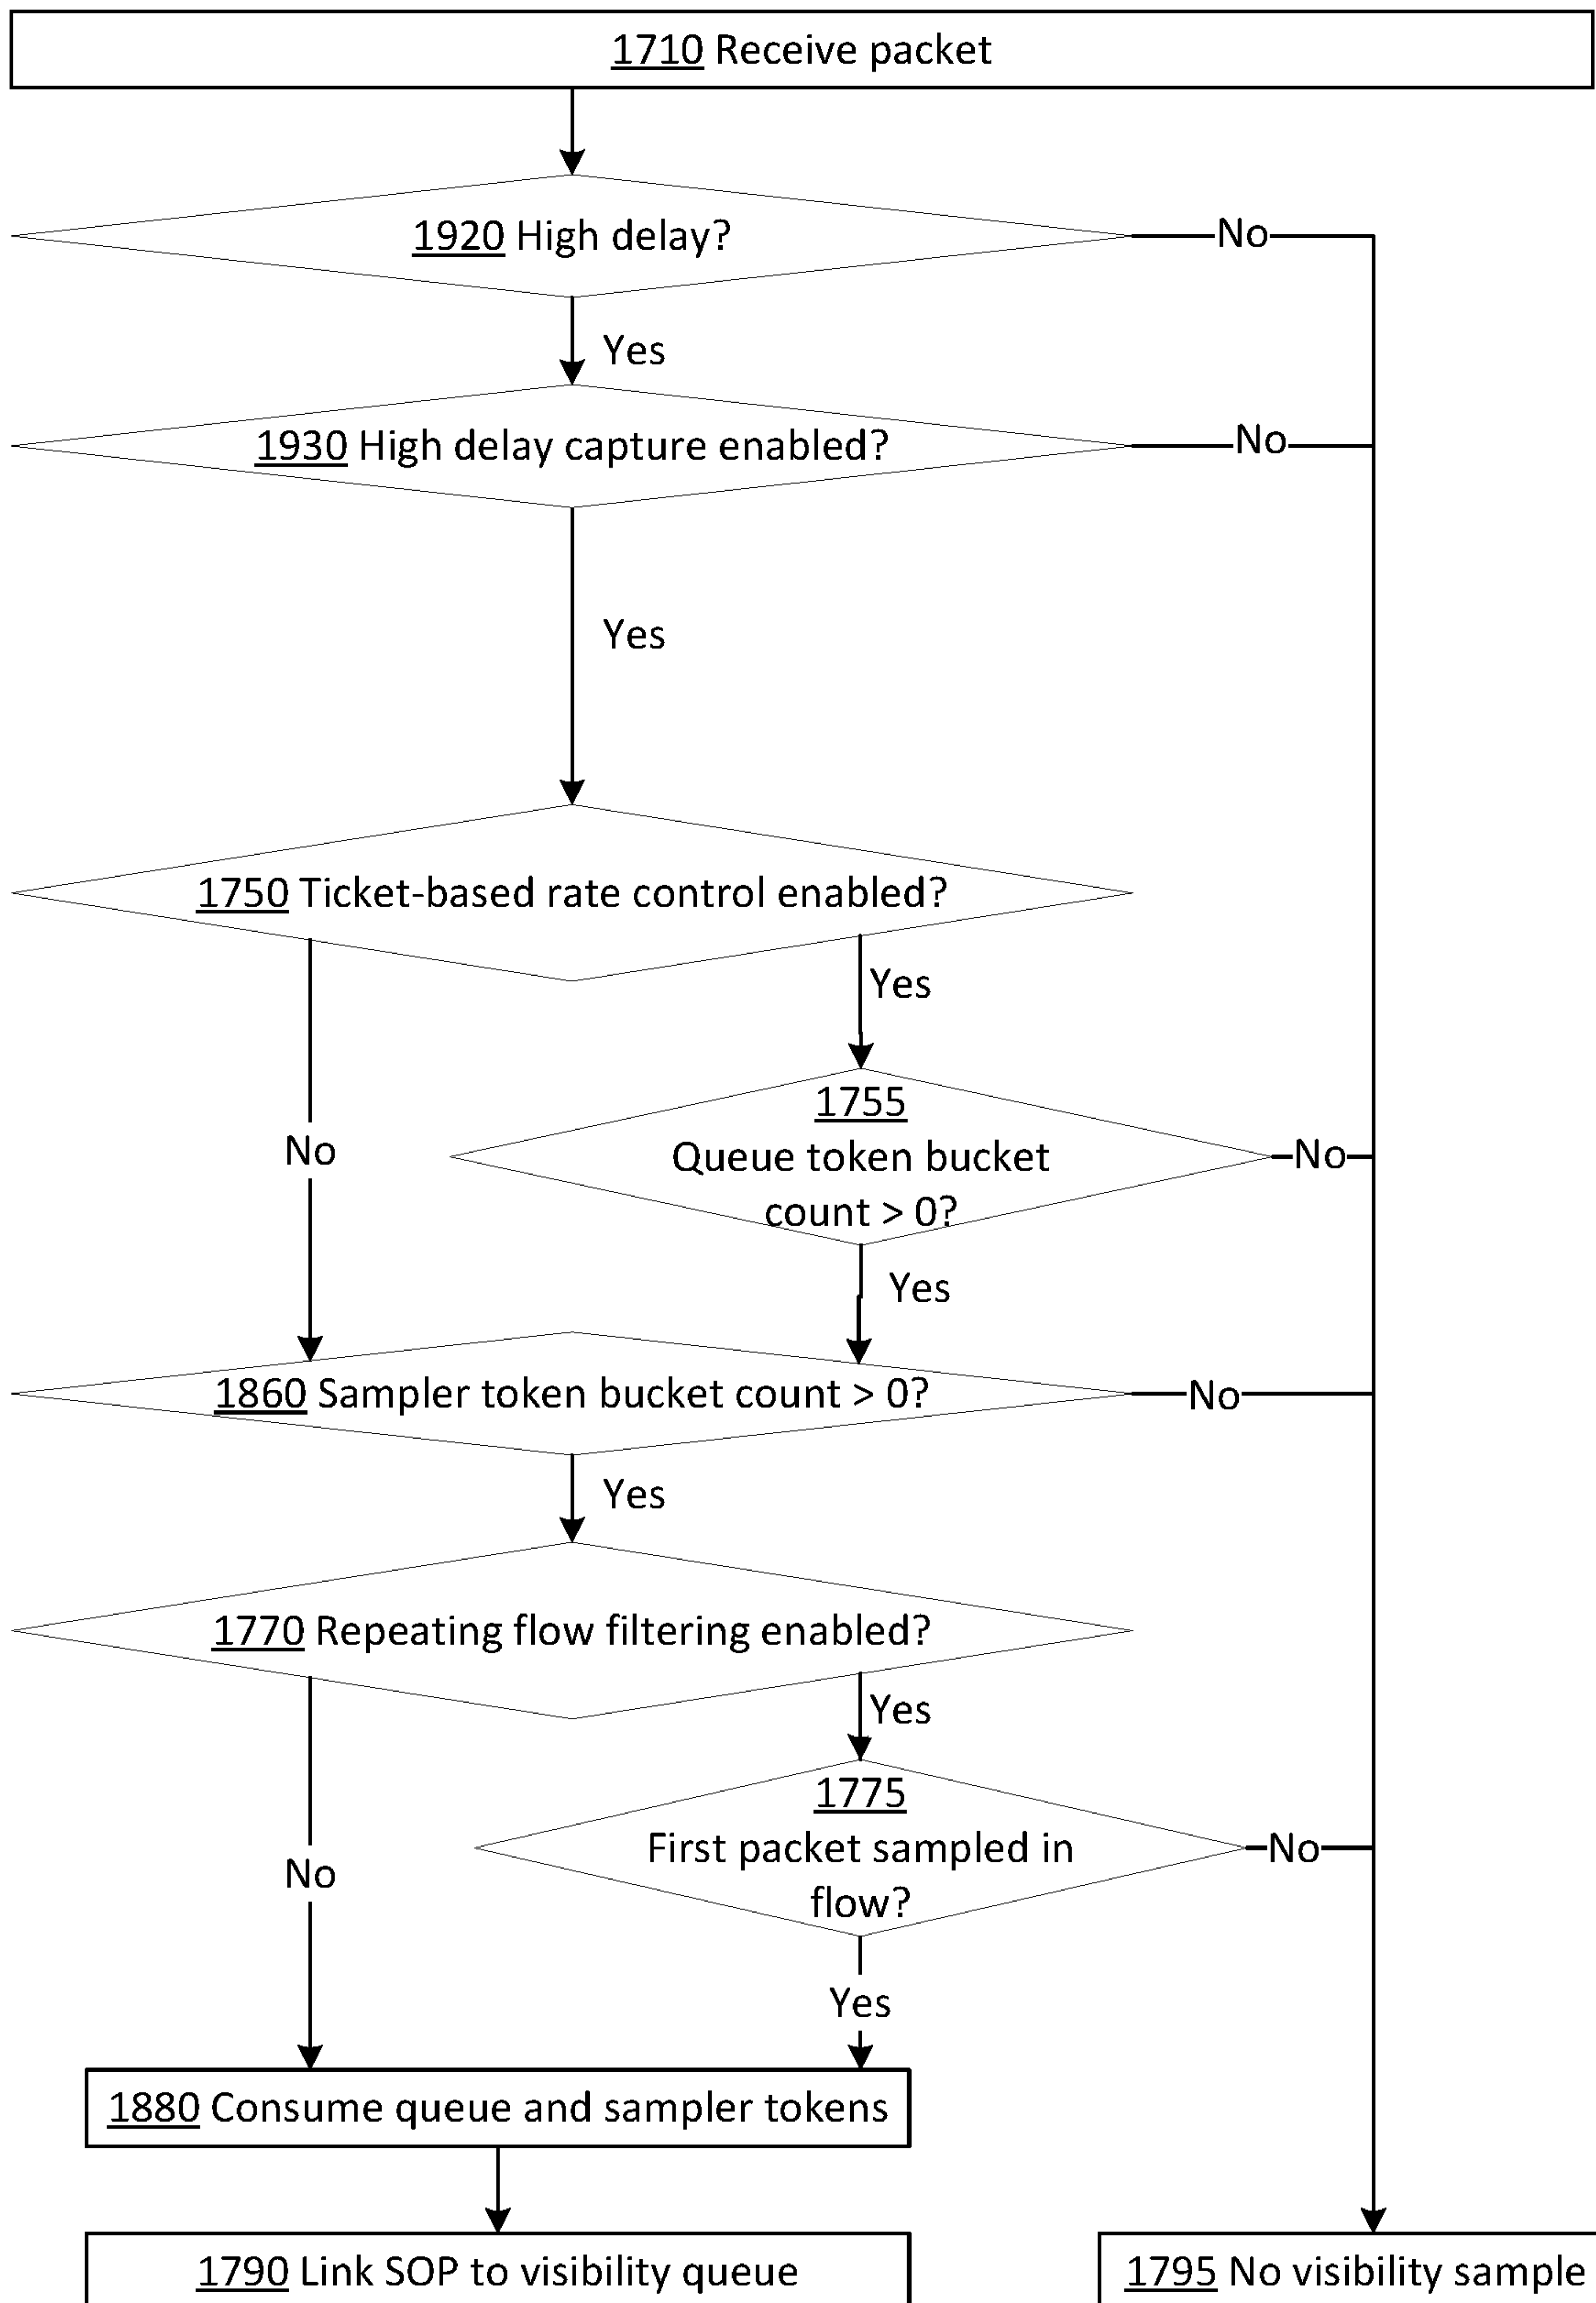 1710 Receive packet
1920 High delay?
No
Yes
1930 High delay capture enabled?
No
Yes
1750 Ticket-based rate control enabled?
Yes
No
1755
Queue token bucket
count > 0?
No
Yes
1860 Sampler token bucket count > 0?
No
Yes
1770 Repeating flow filtering enabled?
Yes
No
1775
First packet sampled in
flow?
No
Yes
1880 Consume queue and sampler tokens
1790 Link SOP to visibility queue
1795 No visibility sample